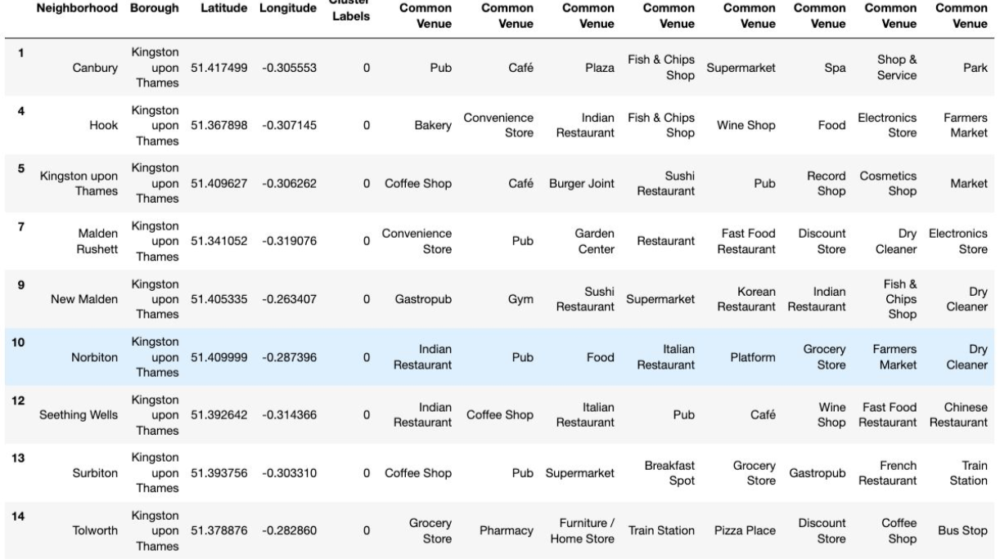 Neighborhood Borough Latitude Longitude Cluster Labels Common Venue Common Venue Common Venue Common Venue Common Venue Common Venue Common Venue Common Venue
1 Canbury Kingston upon Thames 51.417499 -0.305553 0 Pub Café Plaza Fish & Chips Shop Supermarket Spa Shop & Service Park
4 Hook Kingston upon Thames 51.367898 -0.307145 0 Bakery Convenience Store Indian Restaurant Fish & Chips Shop Wine Shop Food Electronics Store Farmers Market
5 Kingston upon Thames Kingston upon Thames 51.409627 -0.306262 0 Coffee Shop Café Burger Joint Sushi Restaurant Pub Record Shop Cosmetics Shop Market
7 Malden Rushett Kingston upon Thames 51.341052 -0.319076 0 Convenience Store Pub Garden Center Restaurant Fast Food Restaurant Discount Store Dry Cleaner Electronics Store
9 New Malden Kingston upon Thames 51.405335 -0.263407 0 Gastropub Gym Sushi Restaurant Supermarket Korean Restaurant Indian Restaurant Fish & Chips Shop Dry Cleaner
10 Norbiton Kingston upon Thames 51.409999 -0.287396 0 Indian Restaurant Pub Food Italian Restaurant Platform Grocery Store Farmers Market Dry Cleaner
12 Seething Wells Kingston upon Thames 51.392642 -0.314366 0 Indian Restaurant Coffee Shop Italian Restaurant Pub Café Wine Shop Fast Food Restaurant Chinese Restaurant
13 Surbiton Kingston upon Thames 51.393756 -0.303310 0 Coffee Shop Pub Supermarket Breakfast Spot Grocery Store Gastropub French Restaurant Train Station
14 Tolworth Kingston upon Thames 51.378876 -0.282860 0 Grocery Store Pharmacy Furniture / Home Store Train Station Pizza Place Discount Store Coffee Shop Bus Stop